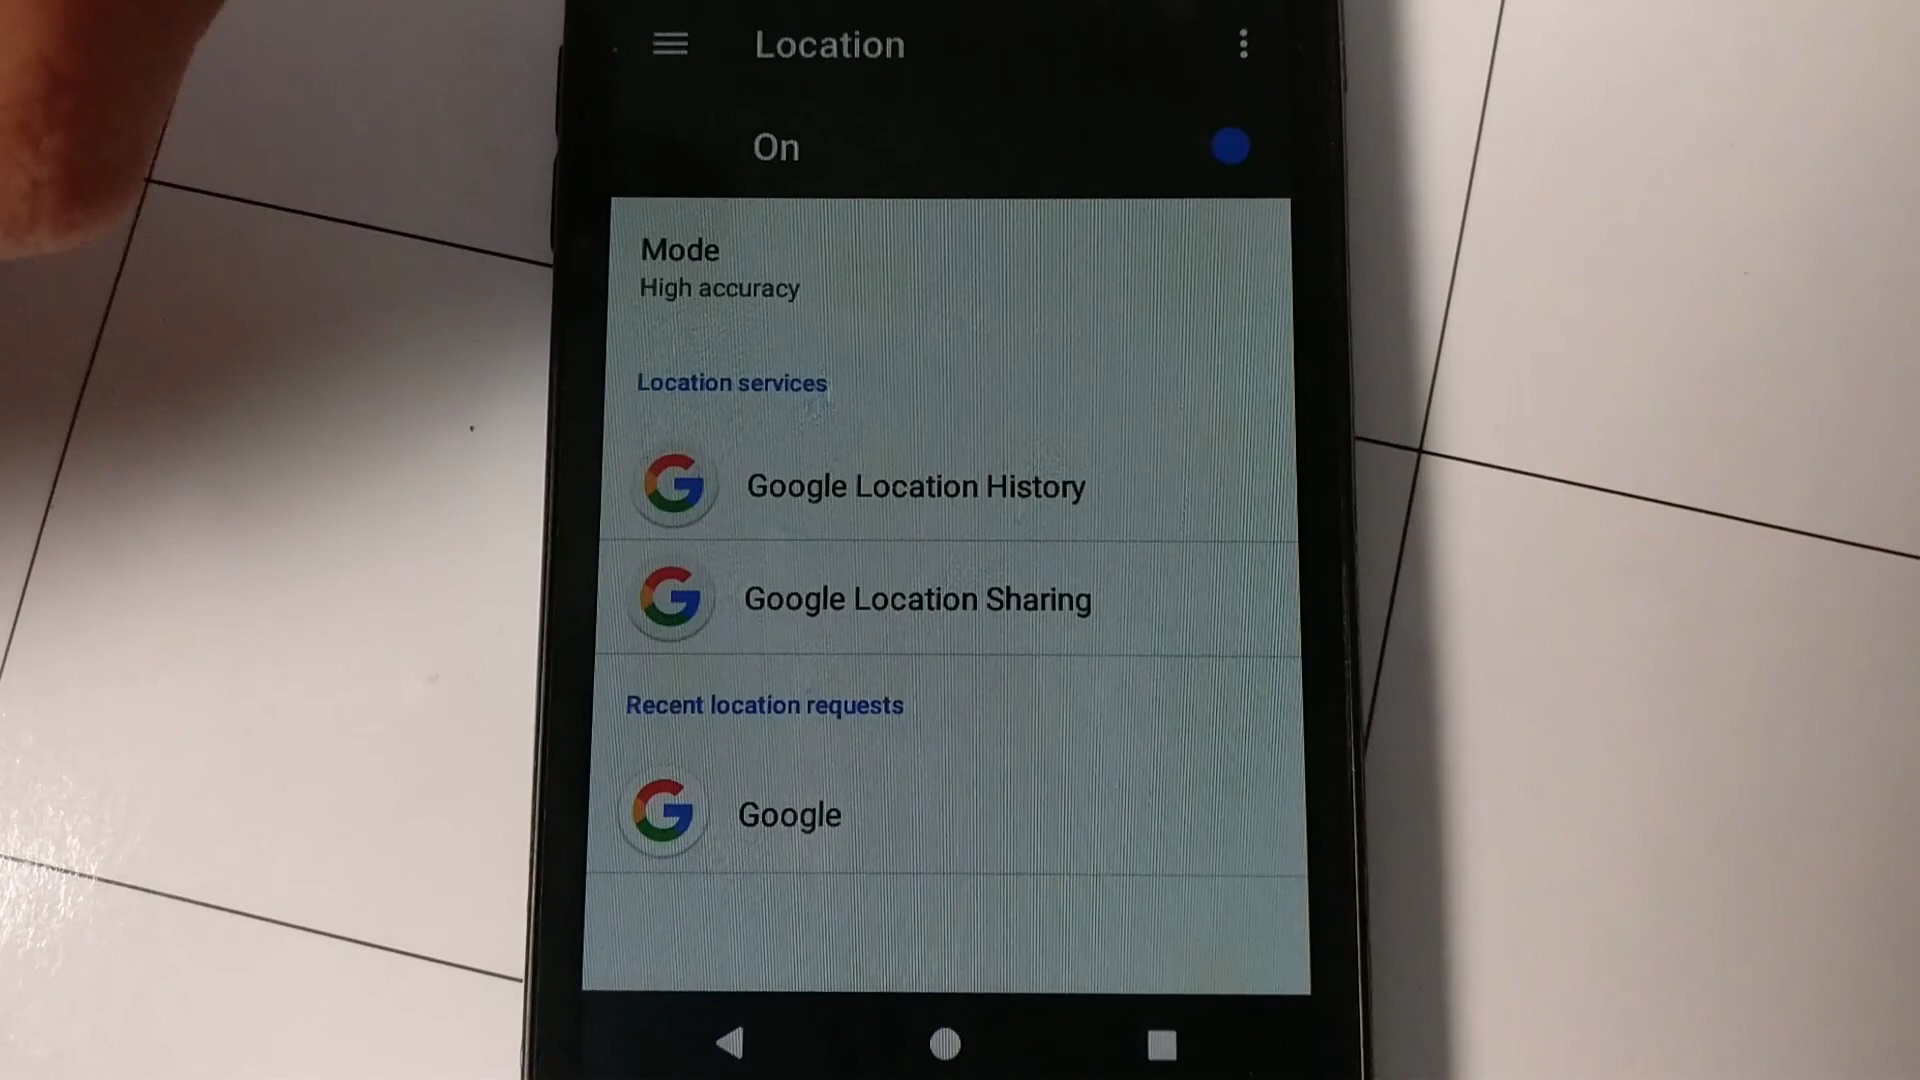 Location
On
Mode
High accuracy
Location services
Google Location History
Google Location Sharing
Recent location requests
Google